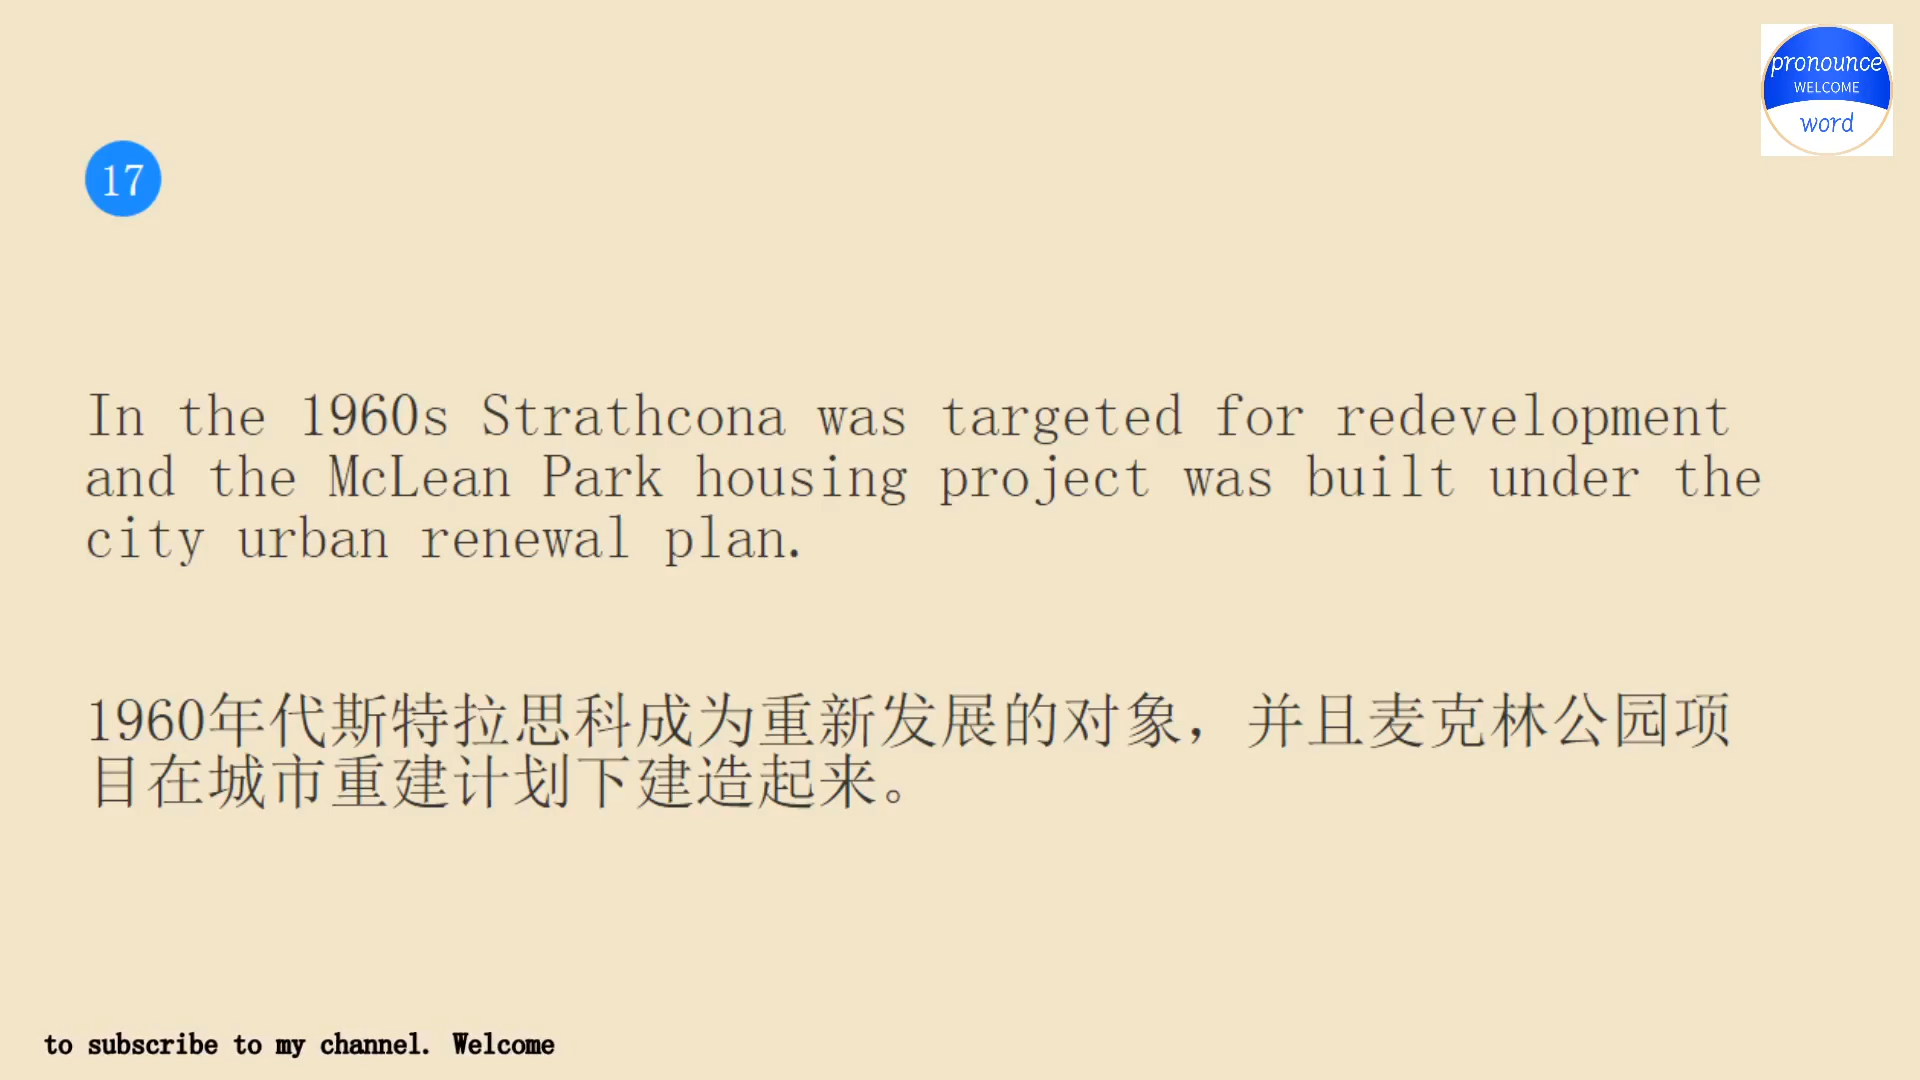 pronounce
WELCOME
word
17
In the 1960s Strathcona was targeted for redevelopment
and the McLean Park housing project was built under the
city urban renewal plan.
1960年代斯特拉思科成为重新发展的对象，并且麦克林公园项
目在城市重建计划下建造起来。
to subscribe to my channel. Welcome